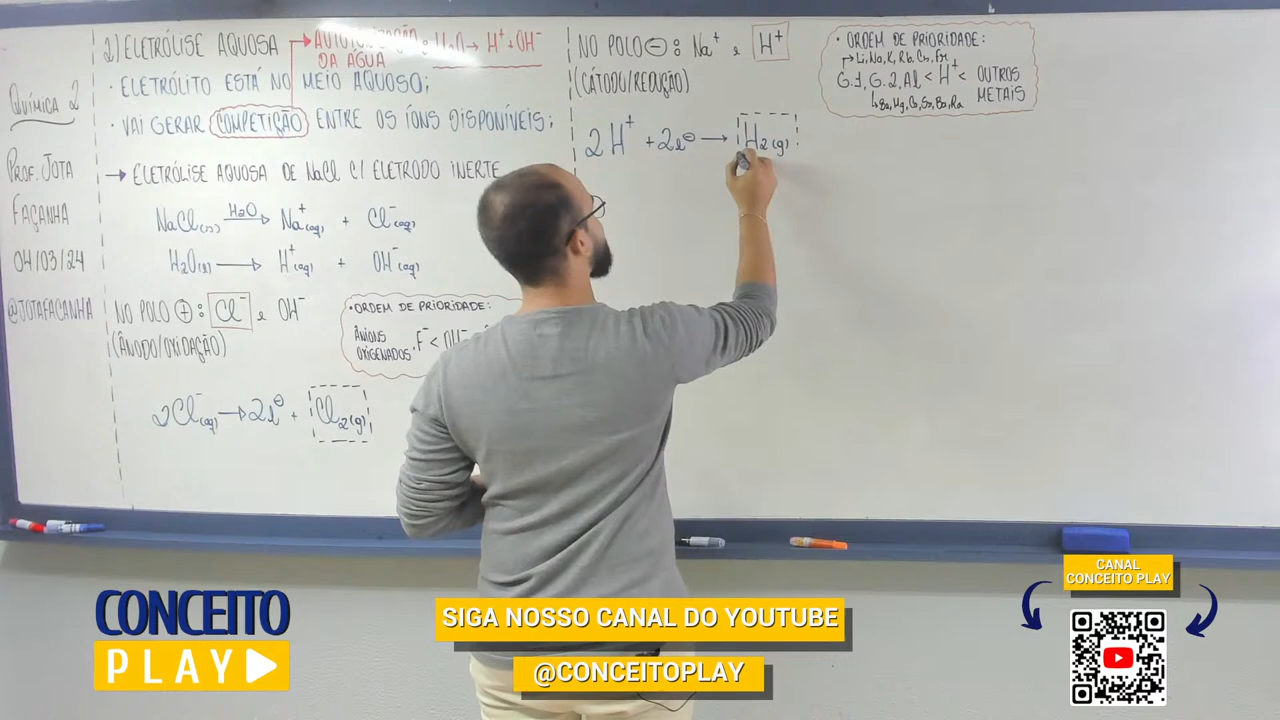 QUÍMICA 2
PROF. JOTA
FAÇANHA
04/03/24
@JOTAFAÇANHA
2) ELETRÓLISE AQUOSA → AUTOIONIZAÇÃO DA ÁGUA : H2O → H+ + OH-
· ELETRÓLITO ESTÁ NO MEIO AQUOSO;
· VAI GERAR COMPETIÇÃO ENTRE OS ÍONS DISPONÍVEIS;
→ ELETRÓLISE AQUOSA DE NaCl C/ ELETRODO INERTE
NaCl(s) H2O→ Na+(aq) + Cl-(aq)
H2O(l) → H+(aq) + OH-(aq)
NO POLO ⊕: Cl- e OH-
(ÂNODO/OXIDAÇÃO)
· ORDEM DE PRIORIDADE:
ÂNIONS
OXIGENADOS, F- < OH-
2Cl-(aq) → 2e⊖ + Cl2(g)
NO POLO ⊖: Na+ e H+
(CÁTODO/REDUÇÃO)
2H+ + 2e⊖ → H2(g)
· ORDEM DE PRIORIDADE:
Li, Na, K, Rb, Cs, Fr
G.1, G.2, Al < H+ < OUTROS METAIS
Be, Mg, Ca, Sr, Ba, Ra
CONCEITO
PLAY
SIGA NOSSO CANAL DO YOUTUBE
@CONCEITOPLAY
CANAL
CONCEITO PLAY